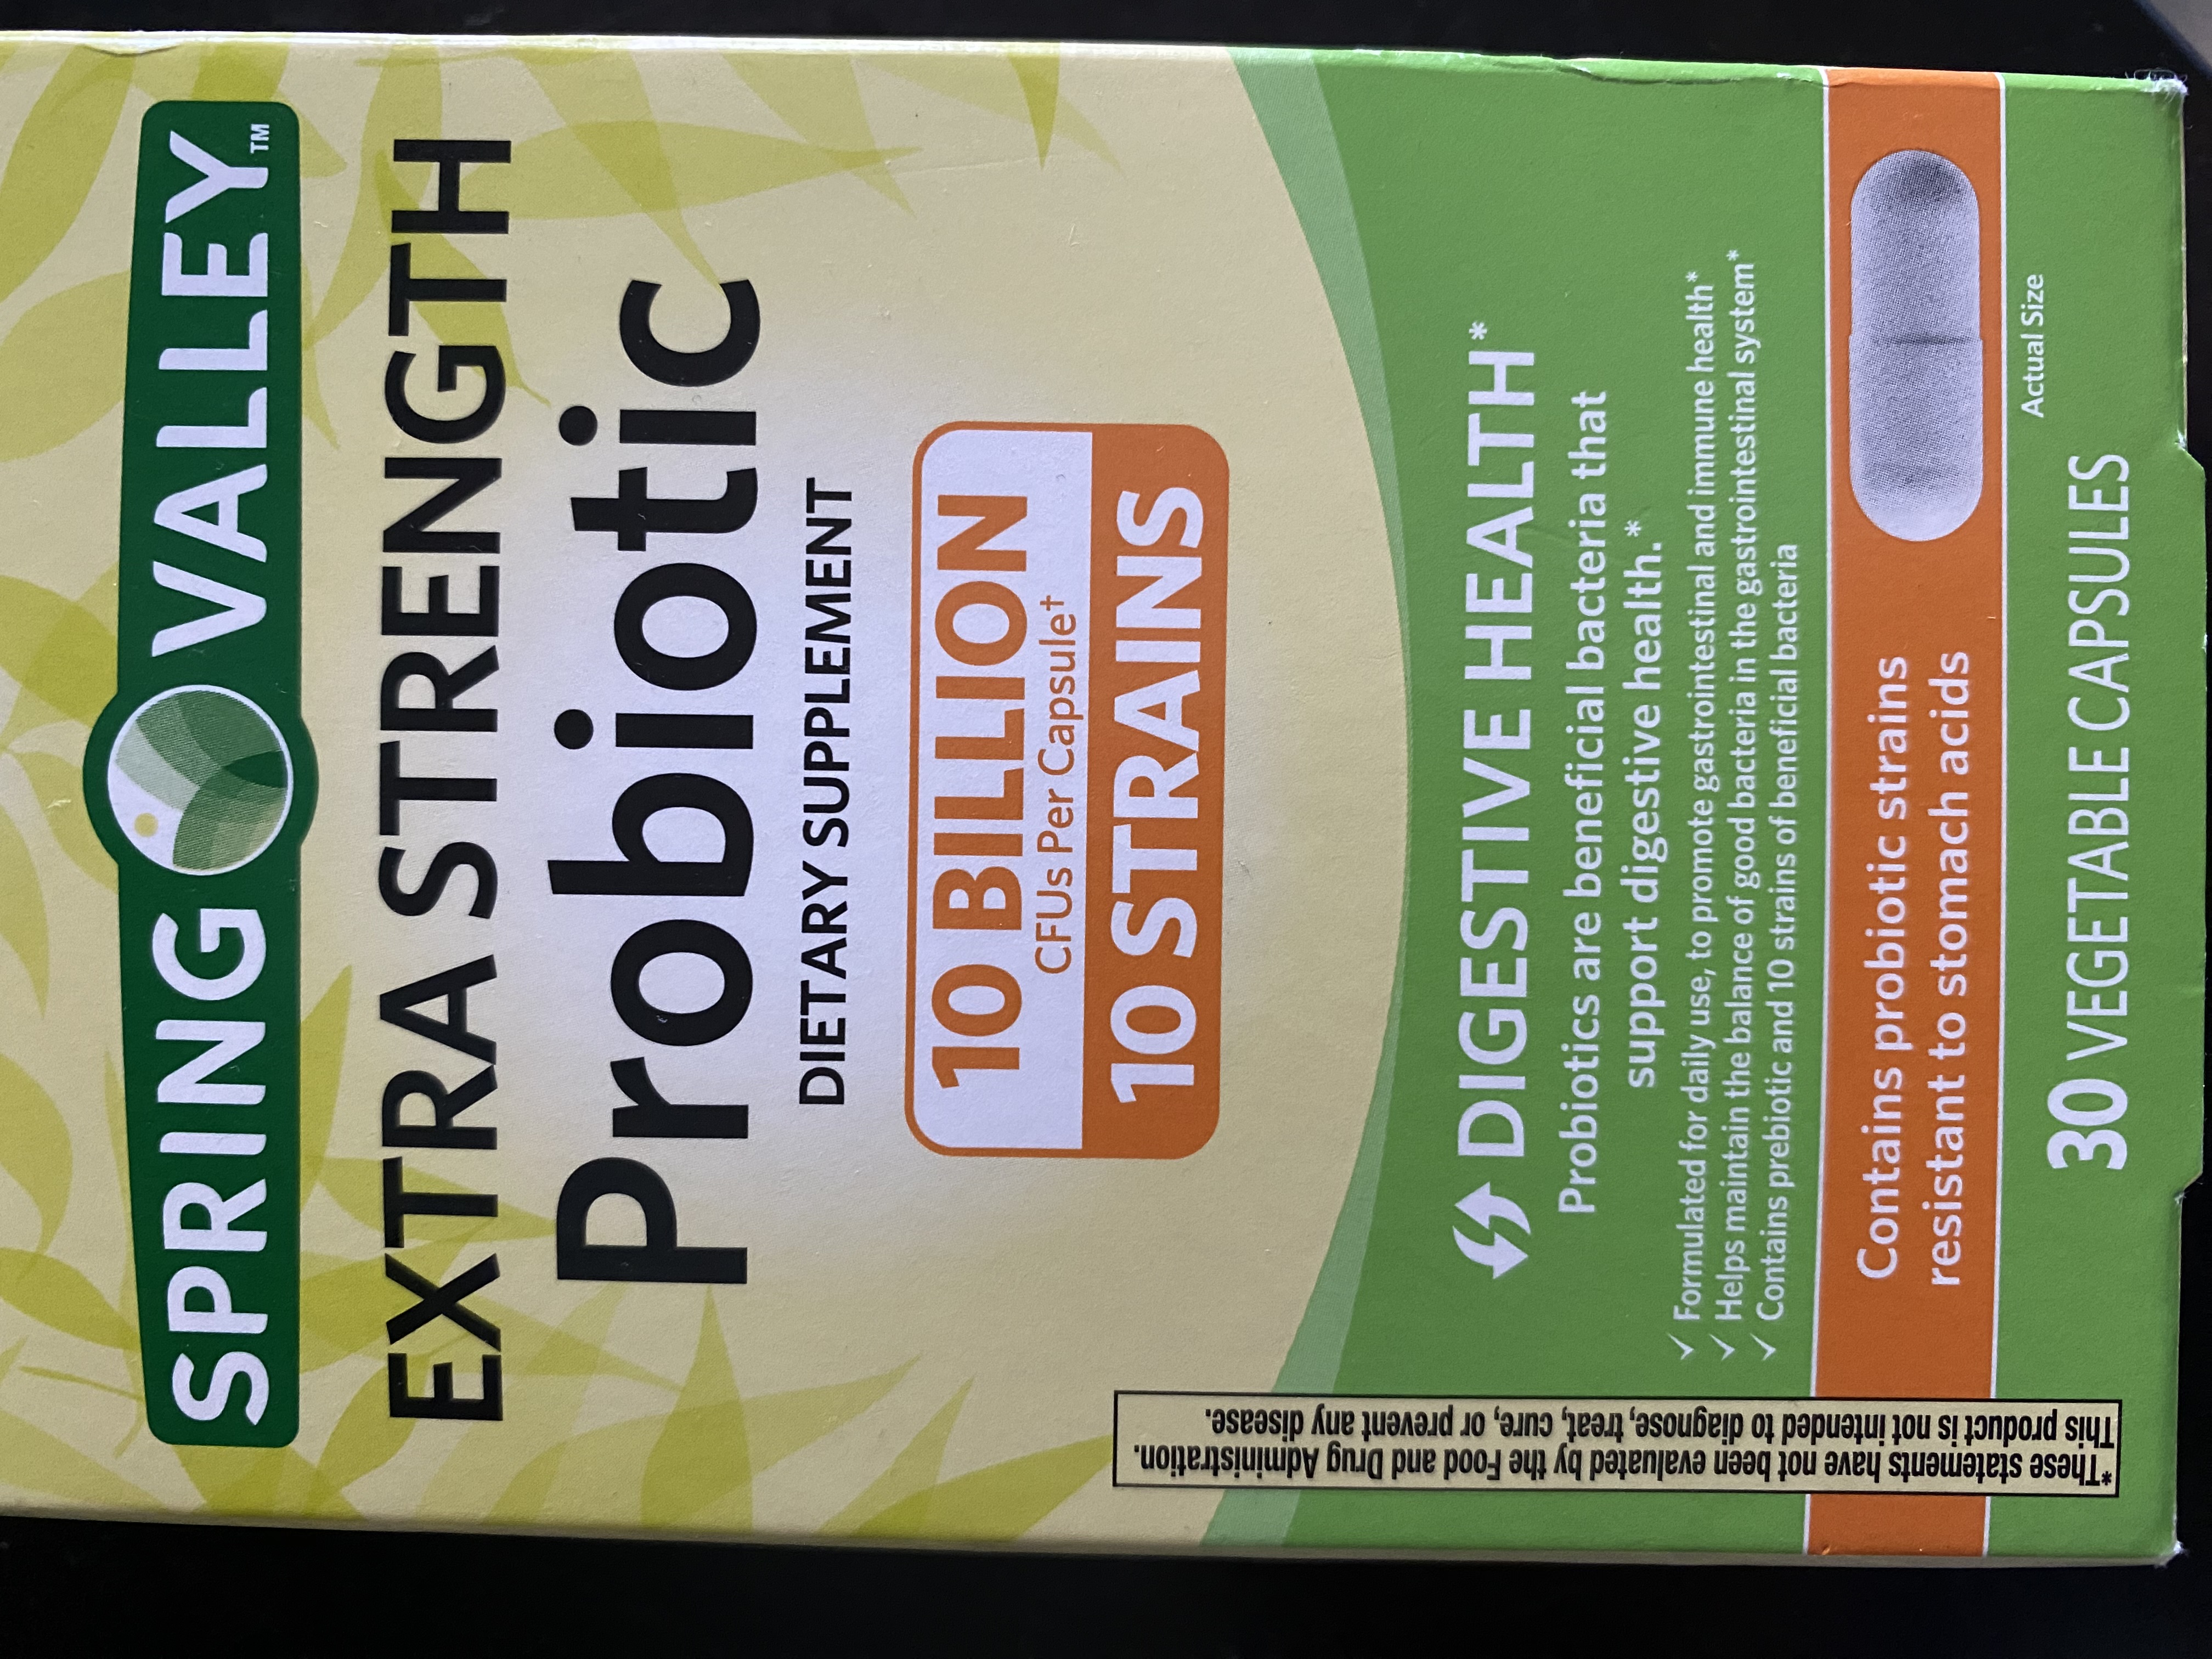 SPRING VALLEY™
EXTRA STRENGTH
Probiotic
DIETARY SUPPLEMENT
10 BILLION
CFUs Per Capsule†
10 STRAINS
DIGESTIVE HEALTH*
Probiotics are beneficial bacteria that
support digestive health.*
✓ Formulated for daily use, to promote gastrointestinal and immune health*
✓ Helps maintain the balance of good bacteria in the gastrointestinal system*
✓ Contains prebiotic and 10 strains of beneficial bacteria
Contains probiotic strains
resistant to stomach acids
Actual Size
30 VEGETABLE CAPSULES
*These statements have not been evaluated by the Food and Drug Administration.
This product is not intended to diagnose, treat, cure, or prevent any disease.